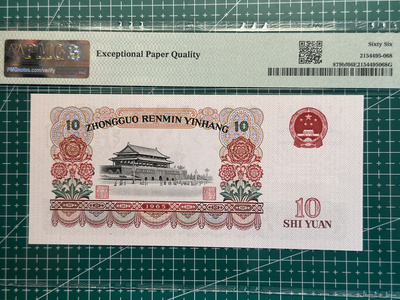 PMG
PMGnotes.com/verify
Exceptional Paper Quality
Sixty Six
2154495-068
10
ZHONGGUO RENMIN YINHANG
10
1965
10
SHI YUAN